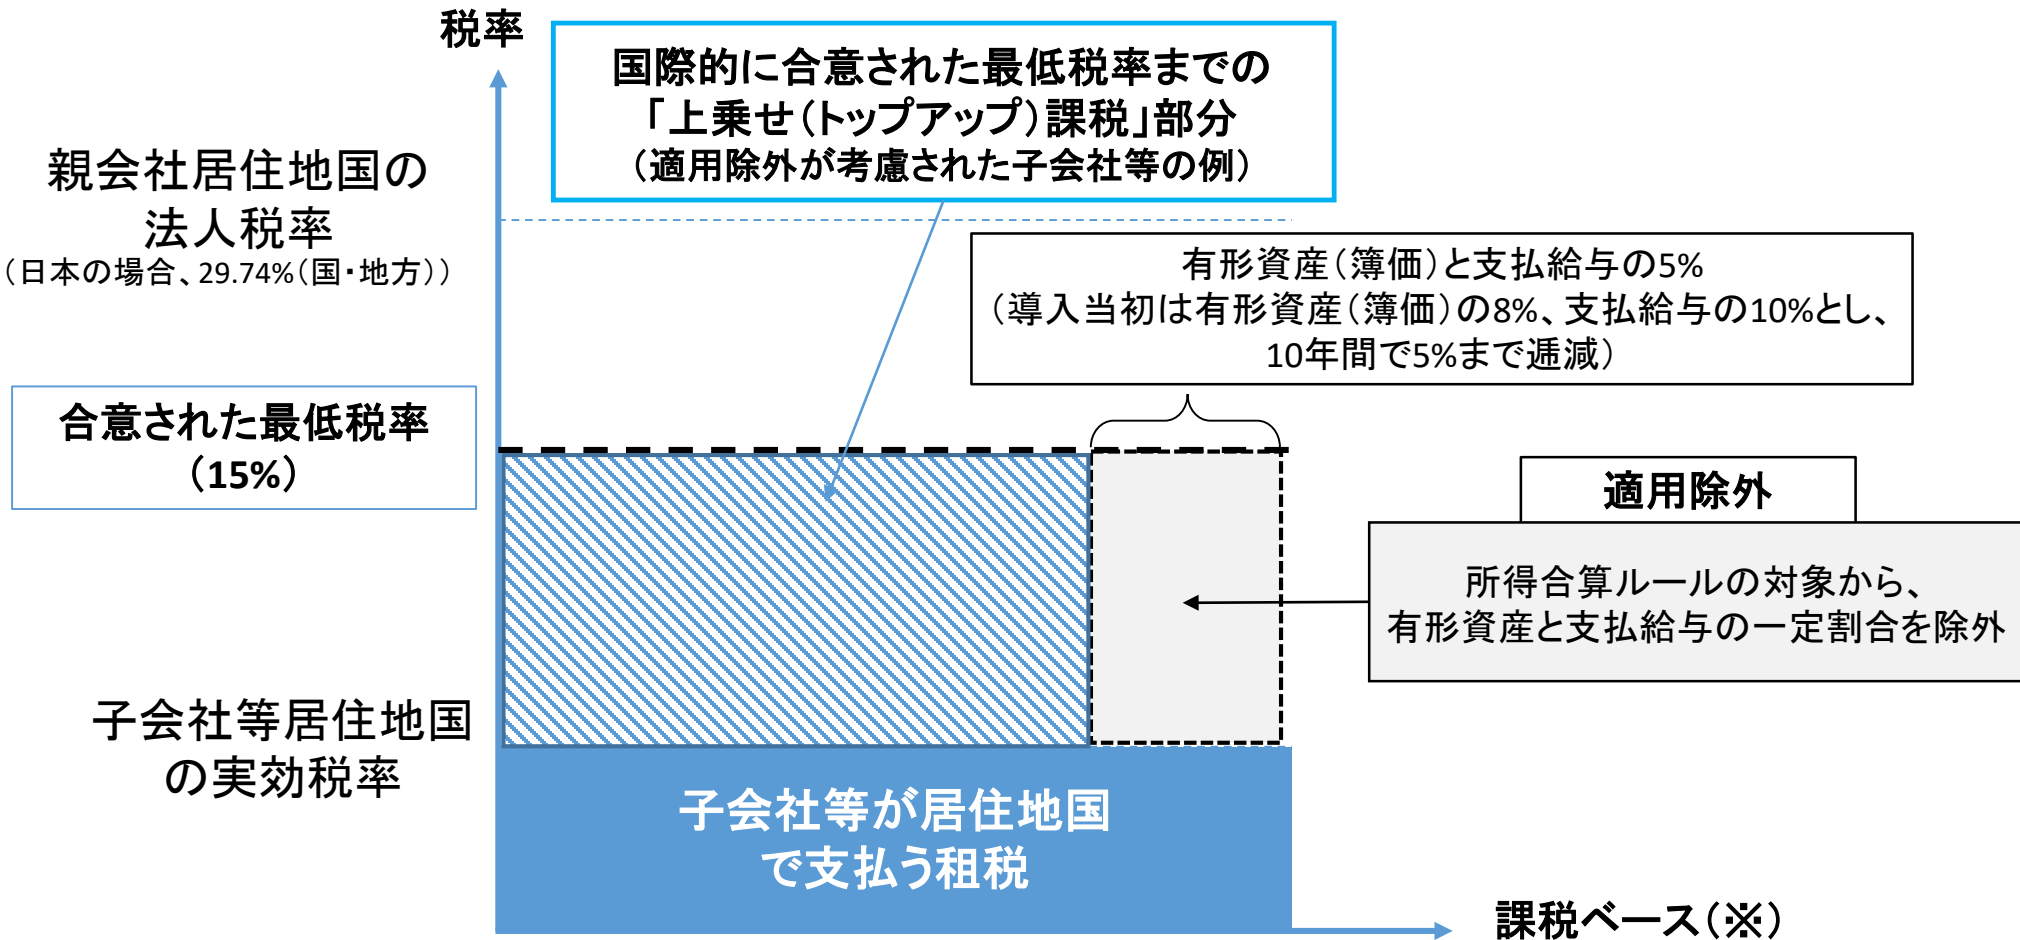 税率
国際的に合意された最低税率までの
「上乗せ（トップアップ）課税」部分
（適用除外が考慮された子会社等の例）
親会社居住地国の
法人税率
（日本の場合、29.74%（国・地方））
有形資産（簿価）と支払給与の5%
（導入当初は有形資産（簿価）の8%、支払給与の10%とし、
10年間で5%まで逓減）
合意された最低税率
（15%）
適用除外
所得合算ルールの対象から、
有形資産と支払給与の一定割合を除外
子会社等居住地国
の実効税率
子会社等が居住地国
で支払う租税
課税ベース（※）